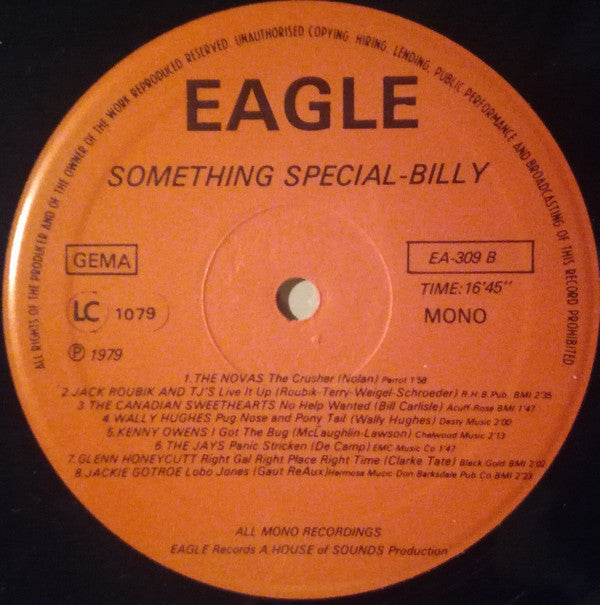 ALL RIGHTS OF THE PRODUCER AND OF THE OWNER OF THE WORK REPRODUCED RESERVED. UNAUTHORISED COPYING, HIRING, LENDING, PUBLIC PERFORMANCE AND BROADCASTING OF THIS RECORD PROHIBITED
EAGLE
SOMETHING SPECIAL-BILLY
GEMA
EA-309 B
LC 1079
TIME:16'45"
MONO
℗ 1979
1.THE NOVAS The Crusher (Nolan) Parrot 1'58
2.JACK ROUBIK AND TJ'S Live It Up (Roubik-Terry-Weigel-Schroeder) R.H.B.Pub. BMI 2'35
3.THE CANADIAN SWEETHEARTS No Help Wanted (Bill Carlisle) Acuff-Rose BMI 1'47
4.WALLY HUGHES Pug Nose and Pony Tail (Wally Hughes) Desty Music 2'00
5.KENNY OWENS I Got The Bug (McLaughlin-Lawson) Chelwood Music 2'13
6.THE JAYS Panic Stricken (De Camp) EMC-Music Co 1'47
7.GLENN HONEYCUTT Right Gal Right Place Right Time (Clarke Tate) Black Gold BMI 2'02
8.JACKIE GOTROE Lobo Jones (Gaut ReAux) Hermosa Music Don Barksdale Pub.Co BMI 2'23
ALL MONO RECORDINGS
EAGLE Records A HOUSE of SOUNDS Production